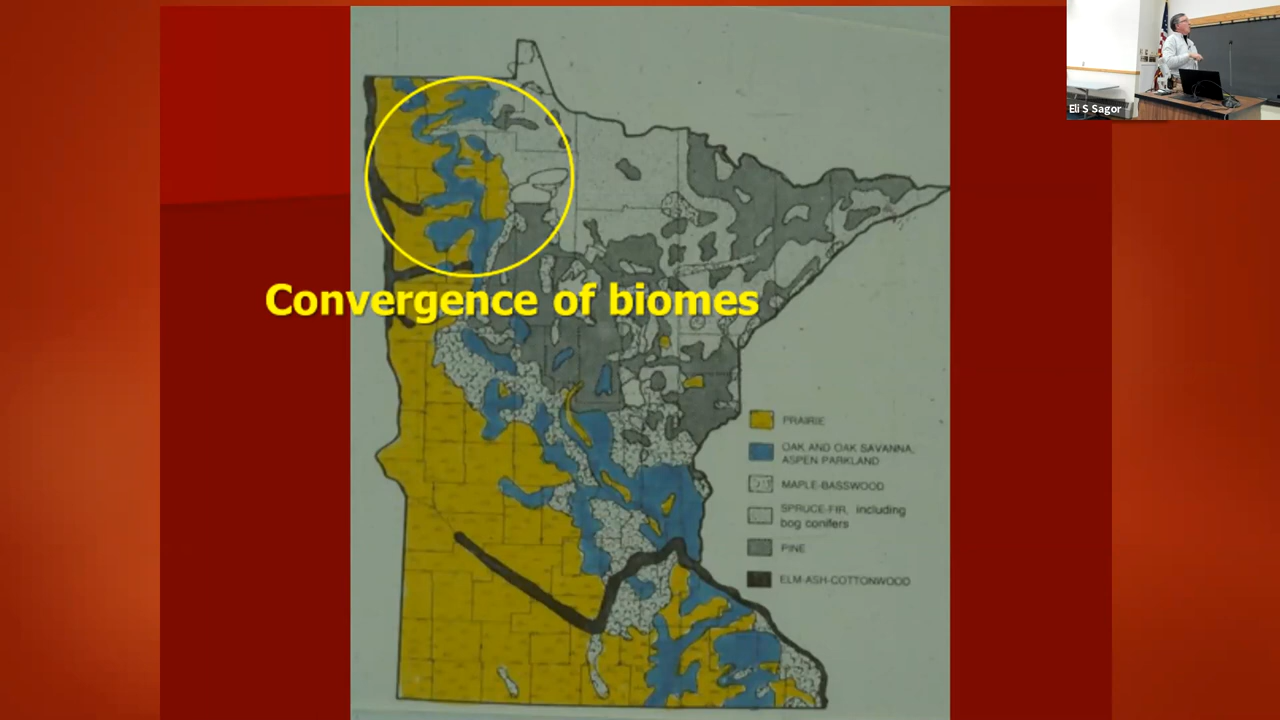 Eli S Sagor
Convergence of biomes
PRAIRIE
OAK AND OAK SAVANNA,
ASPEN PARKLAND
MAPLE-BASSWOOD
SPRUCE-FIR, including
bog conifers
PINE
ELM-ASH-COTTONWOOD